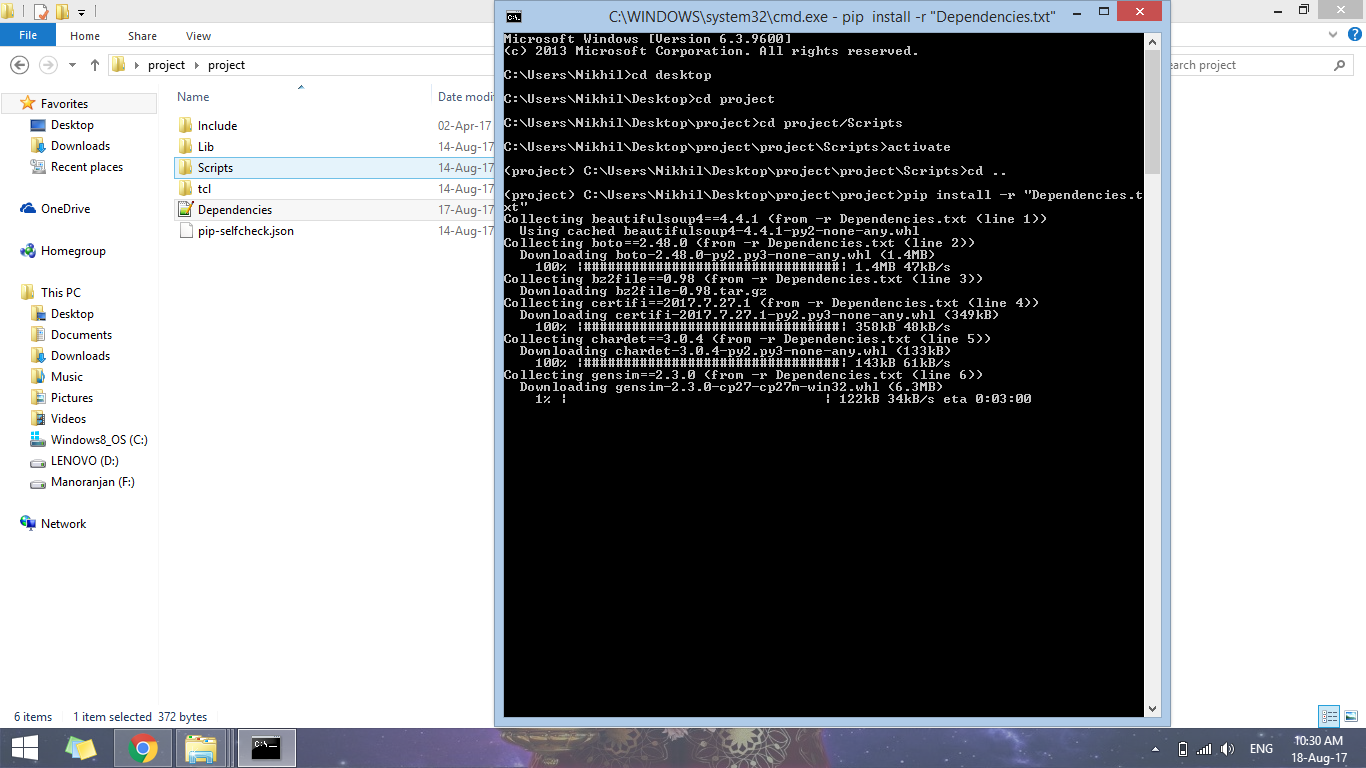 C:\WINDOWS\system32\cmd.exe - pip  install -r "Dependencies.txt"
File
Home
Share
View
project
project
earch project
Favorites
Desktop
Downloads
Recent places
OneDrive
Homegroup
This PC
Desktop
Documents
Downloads
Music
Pictures
Videos
Windows8_OS (C:)
LENOVO (D:)
Manoranjan (F:)
Network
Name
Date modi
Include
02-Apr-17
Lib
14-Aug-17
Scripts
14-Aug-17
tcl
14-Aug-17
Dependencies
17-Aug-17
pip-selfcheck.json
14-Aug-17
Microsoft Windows [Version 6.3.9600]
(c) 2013 Microsoft Corporation. All rights reserved.
C:\Users\Nikhil>cd desktop
C:\Users\Nikhil\Desktop>cd project
C:\Users\Nikhil\Desktop\project>cd project/Scripts
C:\Users\Nikhil\Desktop\project\project\Scripts>activate
(project) C:\Users\Nikhil\Desktop\project\project\Scripts>cd ..
(project) C:\Users\Nikhil\Desktop\project\project>pip install -r "Dependencies.t
xt"
Collecting beautifulsoup4==4.4.1 (from -r Dependencies.txt (line 1))
Using cached beautifulsoup4-4.4.1-py2-none-any.whl
Collecting boto==2.48.0 (from -r Dependencies.txt (line 2))
Downloading boto-2.48.0-py2.py3-none-any.whl (1.4MB)
100% |################################| 1.4MB 47kB/s
Collecting bz2file==0.98 (from -r Dependencies.txt (line 3))
Downloading bz2file-0.98.tar.gz
Collecting certifi==2017.7.27.1 (from -r Dependencies.txt (line 4))
Downloading certifi-2017.7.27.1-py2.py3-none-any.whl (349kB)
100% |################################| 358kB 48kB/s
Collecting chardet==3.0.4 (from -r Dependencies.txt (line 5))
Downloading chardet-3.0.4-py2.py3-none-any.whl (133kB)
100% |################################| 143kB 61kB/s
Collecting gensim==2.3.0 (from -r Dependencies.txt (line 6))
Downloading gensim-2.3.0-cp27-cp27m-win32.whl (6.3MB)
1% |                                | 122kB 34kB/s eta 0:03:00
6 items
1 item selected  372 bytes
C:\
ENG
10:30 AM
18-Aug-17